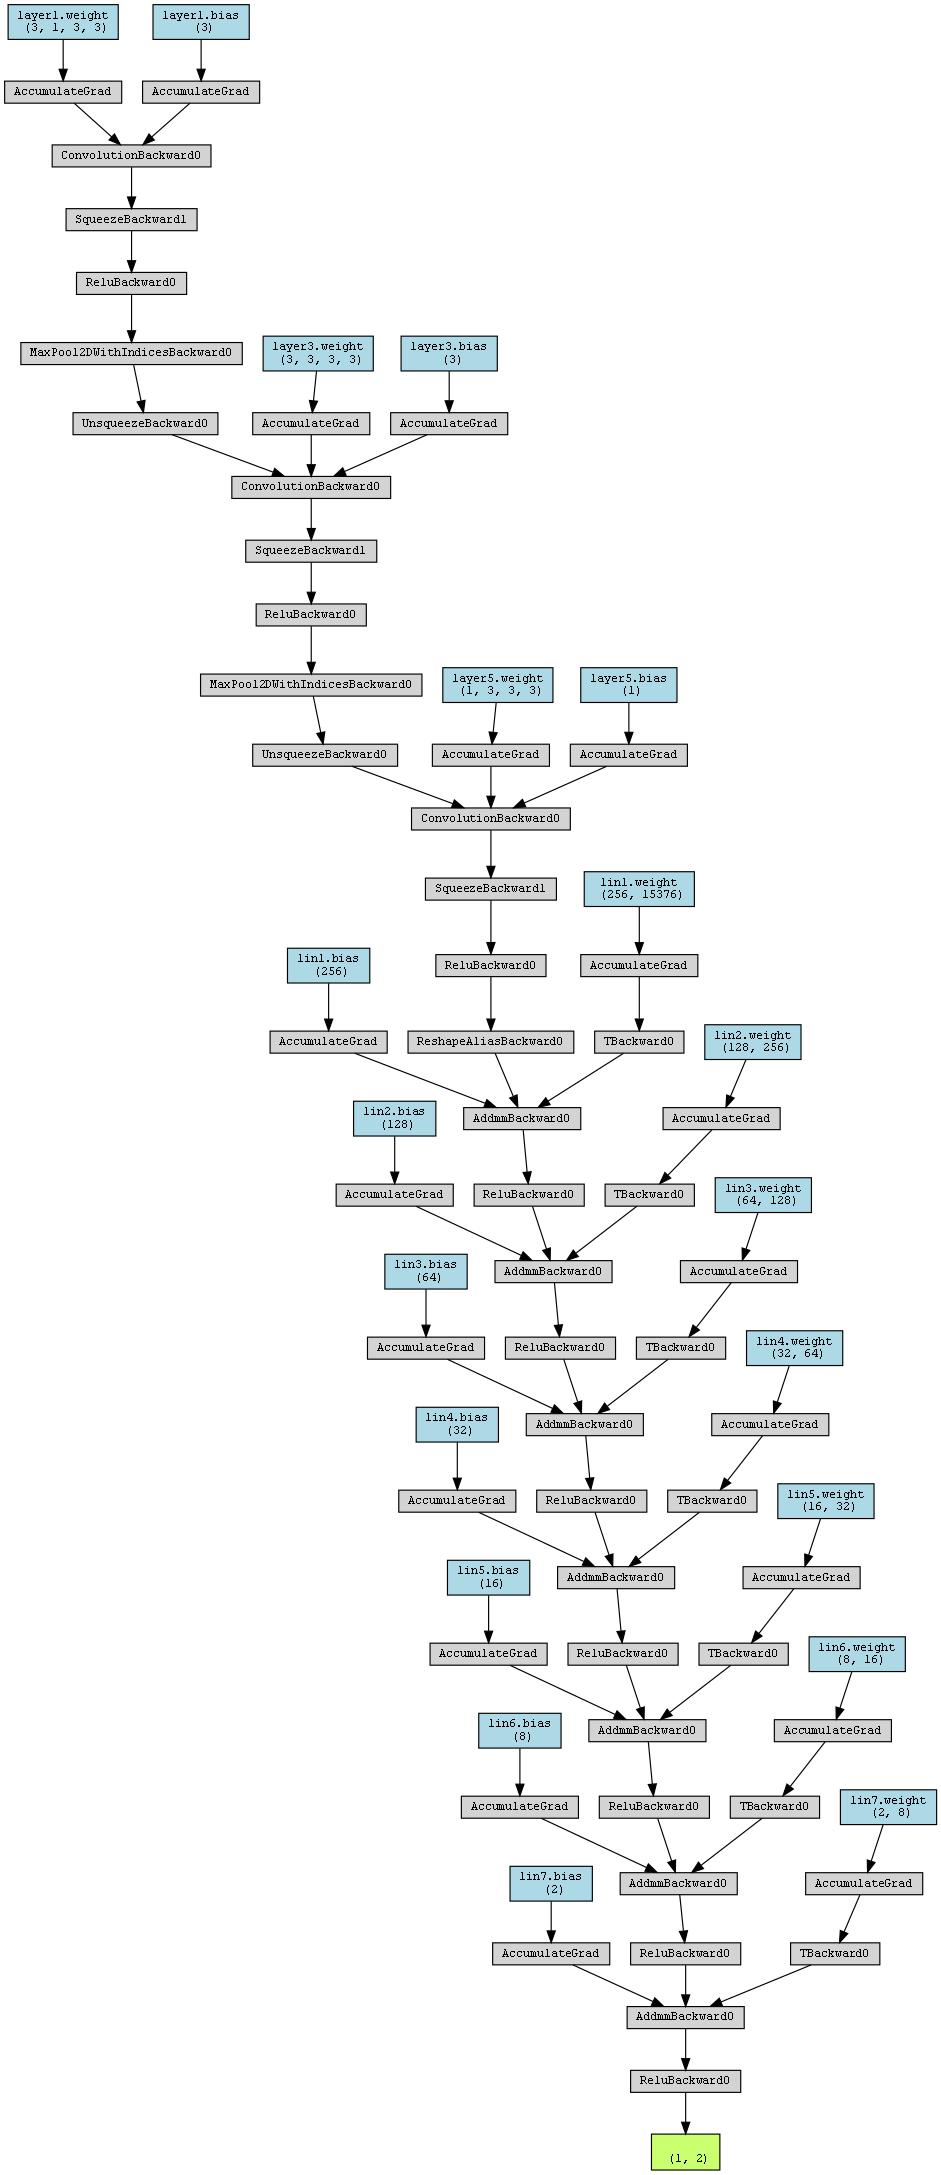 layer1.weight
(3, 1, 3, 3)
layer1.bias
(3)
AccumulateGrad
AccumulateGrad
ConvolutionBackward0
SqueezeBackward1
ReluBackward0
MaxPool2DWithIndicesBackward0
layer3.weight
(3, 3, 3, 3)
layer3.bias
(3)
UnsqueezeBackward0
AccumulateGrad
AccumulateGrad
ConvolutionBackward0
SqueezeBackward1
ReluBackward0
MaxPool2DWithIndicesBackward0
layer5.weight
(1, 3, 3, 3)
layer5.bias
(1)
UnsqueezeBackward0
AccumulateGrad
AccumulateGrad
ConvolutionBackward0
SqueezeBackward1
lin1.weight
(256, 15376)
lin1.bias
(256)
ReluBackward0
AccumulateGrad
AccumulateGrad
ReshapeAliasBackward0
TBackward0
lin2.weight
(128, 256)
lin2.bias
(128)
AddmmBackward0
AccumulateGrad
AccumulateGrad
ReluBackward0
TBackward0
lin3.weight
(64, 128)
lin3.bias
(64)
AddmmBackward0
AccumulateGrad
AccumulateGrad
ReluBackward0
TBackward0
lin4.weight
(32, 64)
lin4.bias
(32)
AddmmBackward0
AccumulateGrad
AccumulateGrad
ReluBackward0
TBackward0
lin5.weight
(16, 32)
lin5.bias
(16)
AddmmBackward0
AccumulateGrad
AccumulateGrad
ReluBackward0
TBackward0
lin6.weight
(8, 16)
lin6.bias
(8)
AddmmBackward0
AccumulateGrad
AccumulateGrad
ReluBackward0
TBackward0
lin7.weight
(2, 8)
lin7.bias
(2)
AddmmBackward0
AccumulateGrad
AccumulateGrad
ReluBackward0
TBackward0
AddmmBackward0
ReluBackward0
(1, 2)